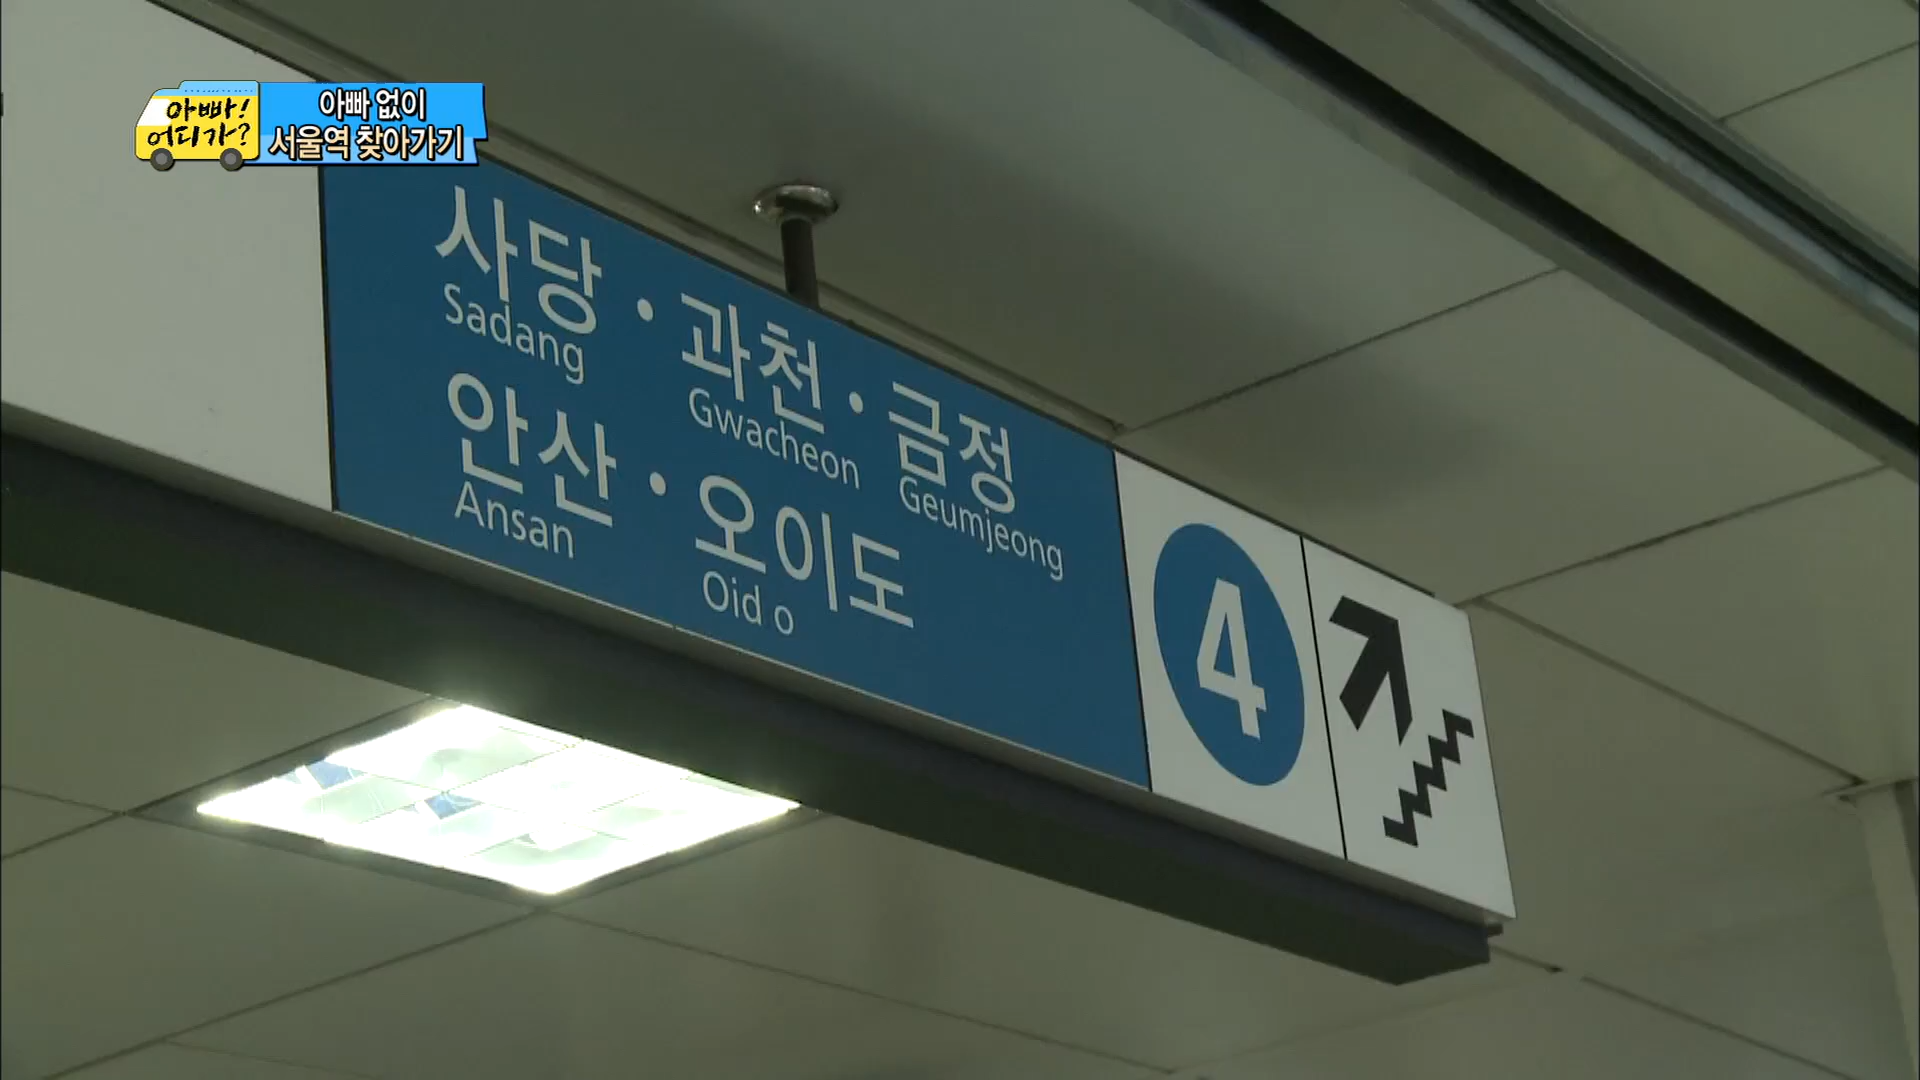 아빠!
어디가?
아빠 없이
서울역 찾아가기
사당 · 과천 · 금정
Sadang Gwacheon Geumjeong
안산 · 오이도
Ansan Oid o
4